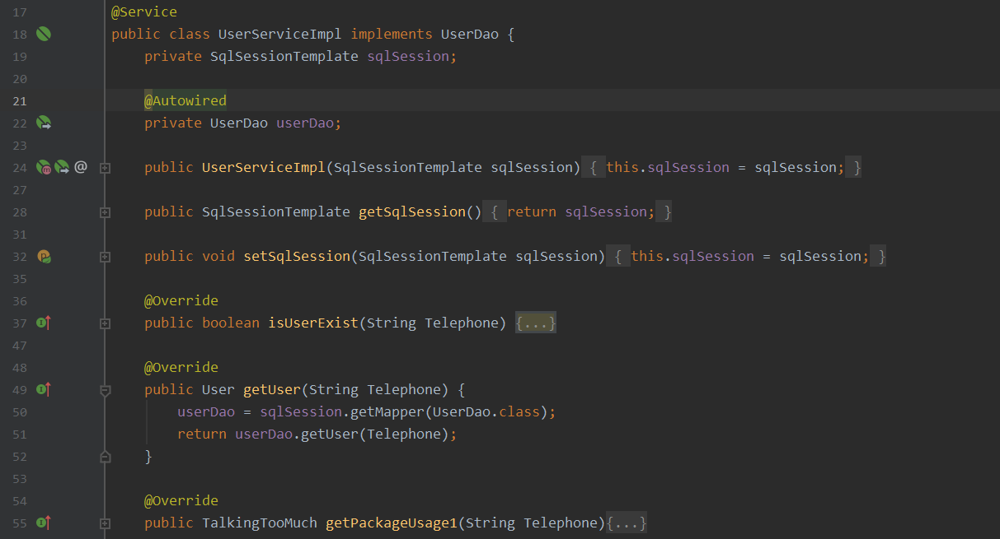 17 @Service
18 public class UserServiceImpl implements UserDao {
19 private SqlSessionTemplate sqlSession;
20
21 @Autowired
22 private UserDao userDao;
23
24 @ public UserServiceImpl(SqlSessionTemplate sqlSession) { this.sqlSession = sqlSession; }
27
28 public SqlSessionTemplate getSqlSession() { return sqlSession; }
31
32 public void setSqlSession(SqlSessionTemplate sqlSession) { this.sqlSession = sqlSession; }
35
36 @Override
37 public boolean isUserExist(String Telephone) {...}
47
48 @Override
49 public User getUser(String Telephone) {
50 userDao = sqlSession.getMapper(UserDao.class);
51 return userDao.getUser(Telephone);
52 }
53
54 @Override
55 public TalkingTooMuch getPackageUsage1(String Telephone){...}